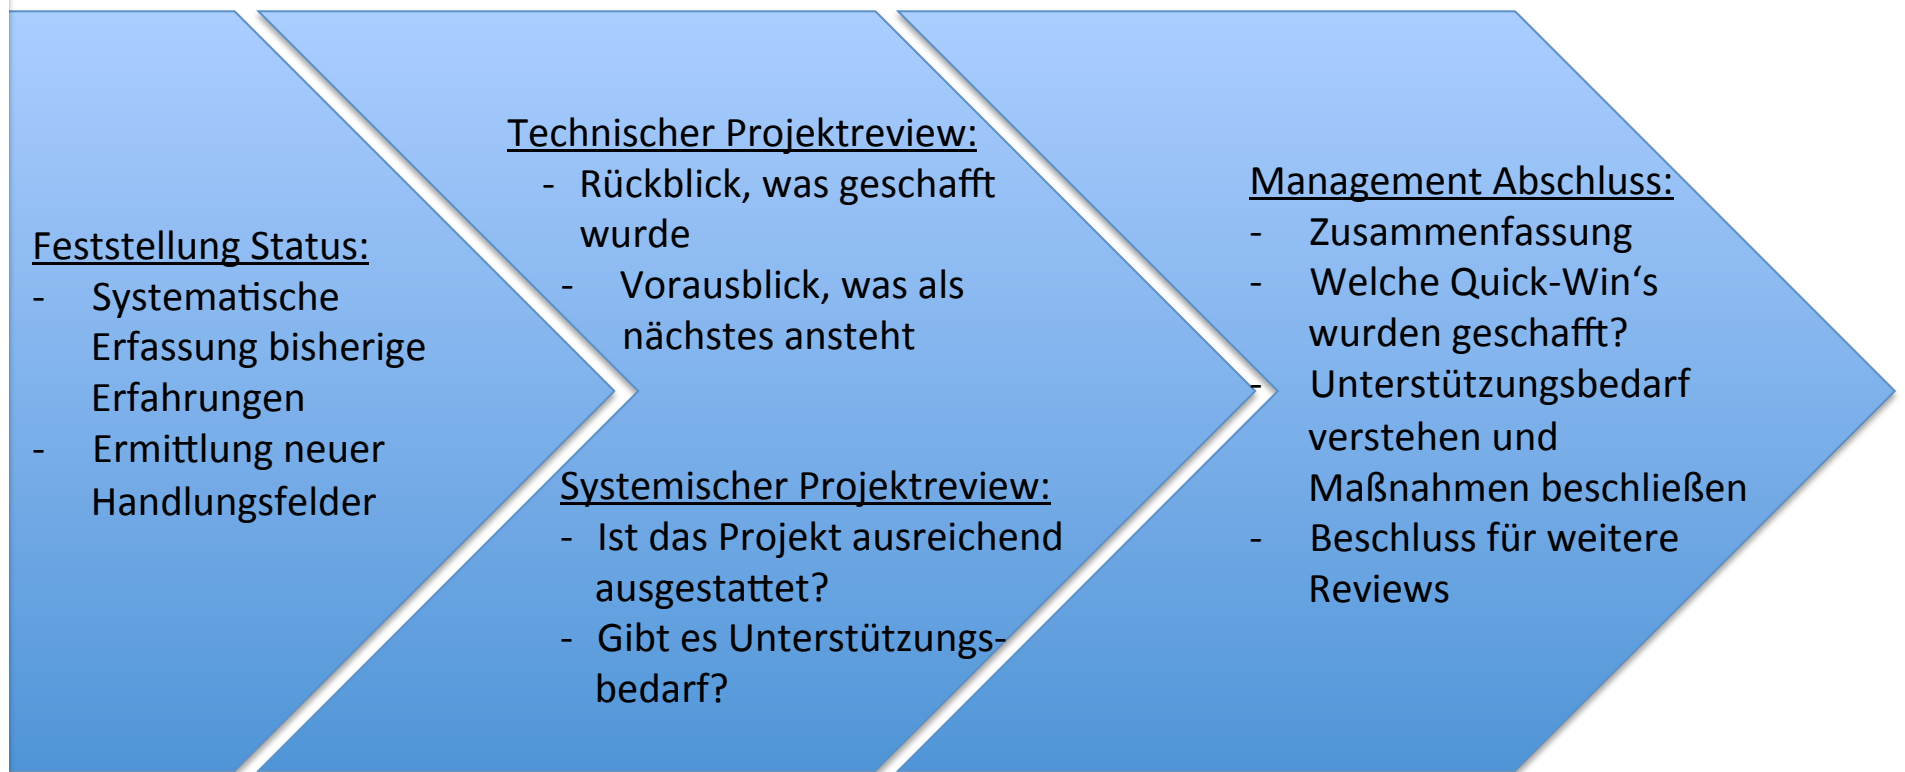 Feststellung Status:
- Systematische
Erfassung bisherige
Erfahrungen
- Ermittlung neuer
Handlungsfelder
Technischer Projektreview:
- Rückblick, was geschafft
wurde
- Vorausblick, was als
nächstes ansteht
Systemischer Projektreview:
- Ist das Projekt ausreichend
ausgestattet?
- Gibt es Unterstützungs-
bedarf?
Management Abschluss:
- Zusammenfassung
- Welche Quick-Win‘s
wurden geschafft?
- Unterstützungsbedarf
verstehen und
Maßnahmen beschließen
- Beschluss für weitere
Reviews